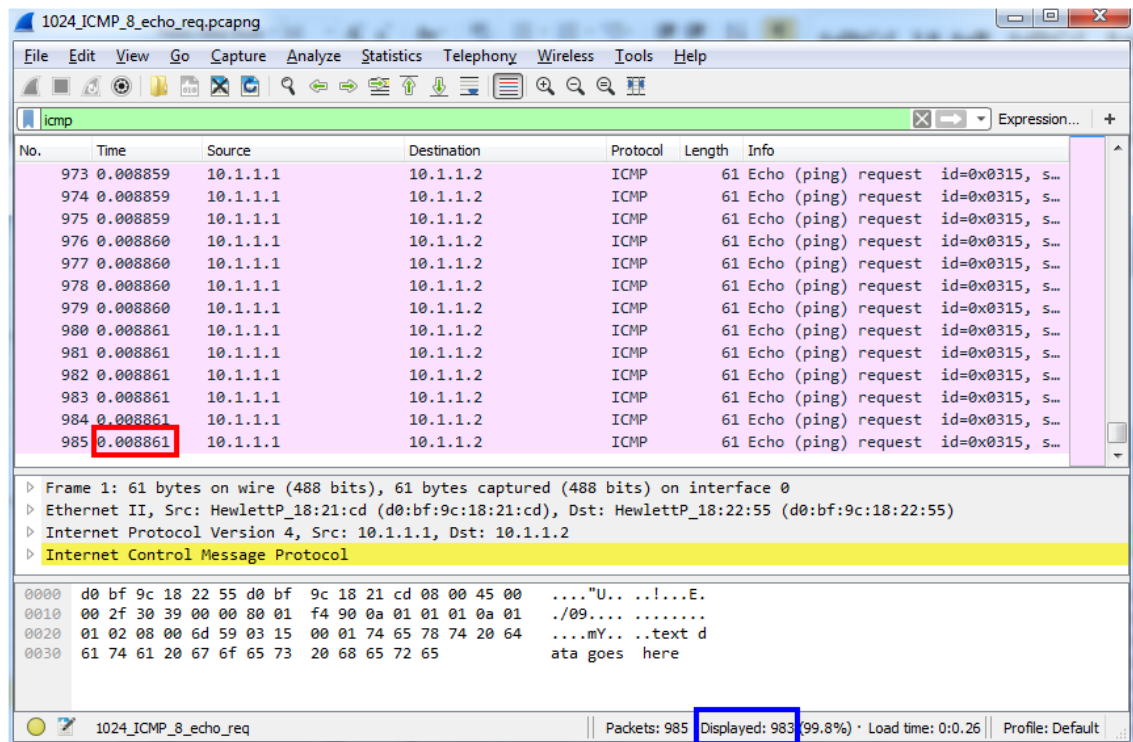 1024_ICMP_8_echo_req.pcapng
File Edit View Go Capture Analyze Statistics Telephony Wireless Tools Help
icmp Expression... +
No. Time Source Destination Protocol Length Info
973 0.008859 10.1.1.1 10.1.1.2 ICMP 61 Echo (ping) request id=0x0315, s…
974 0.008859 10.1.1.1 10.1.1.2 ICMP 61 Echo (ping) request id=0x0315, s…
975 0.008859 10.1.1.1 10.1.1.2 ICMP 61 Echo (ping) request id=0x0315, s…
976 0.008860 10.1.1.1 10.1.1.2 ICMP 61 Echo (ping) request id=0x0315, s…
977 0.008860 10.1.1.1 10.1.1.2 ICMP 61 Echo (ping) request id=0x0315, s…
978 0.008860 10.1.1.1 10.1.1.2 ICMP 61 Echo (ping) request id=0x0315, s…
979 0.008860 10.1.1.1 10.1.1.2 ICMP 61 Echo (ping) request id=0x0315, s…
980 0.008861 10.1.1.1 10.1.1.2 ICMP 61 Echo (ping) request id=0x0315, s…
981 0.008861 10.1.1.1 10.1.1.2 ICMP 61 Echo (ping) request id=0x0315, s…
982 0.008861 10.1.1.1 10.1.1.2 ICMP 61 Echo (ping) request id=0x0315, s…
983 0.008861 10.1.1.1 10.1.1.2 ICMP 61 Echo (ping) request id=0x0315, s…
984 0.008861 10.1.1.1 10.1.1.2 ICMP 61 Echo (ping) request id=0x0315, s…
985 0.008861 10.1.1.1 10.1.1.2 ICMP 61 Echo (ping) request id=0x0315, s…
Frame 1: 61 bytes on wire (488 bits), 61 bytes captured (488 bits) on interface 0
Ethernet II, Src: HewlettP_18:21:cd (d0:bf:9c:18:21:cd), Dst: HewlettP_18:22:55 (d0:bf:9c:18:22:55)
Internet Protocol Version 4, Src: 10.1.1.1, Dst: 10.1.1.2
Internet Control Message Protocol
0000 d0 bf 9c 18 22 55 d0 bf 9c 18 21 cd 08 00 45 00 ...."U.. ..!...E.
0010 00 2f 30 39 00 00 80 01 f4 90 0a 01 01 01 0a 01 ./09.... ........
0020 01 02 08 00 6d 59 03 15 00 01 74 65 78 74 20 64 ....mY.. ..text d
0030 61 74 61 20 67 6f 65 73 20 68 65 72 65 ata goes here
1024_ICMP_8_echo_req Packets: 985 Displayed: 983 (99.8%) · Load time: 0:0.26 Profile: Default